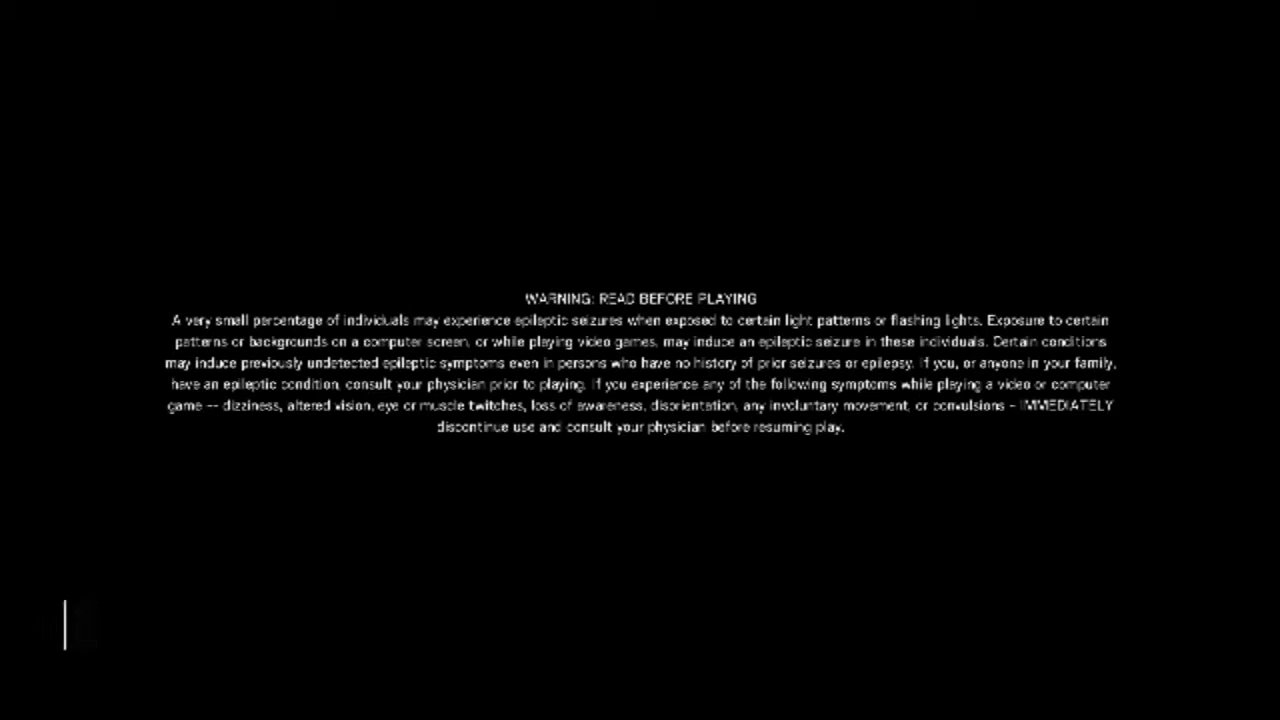 WARNING: READ BEFORE PLAYING
A very small percentage of individuals may experience epileptic seizures when exposed to certain light patterns or flashing lights. Exposure to certain
patterns or backgrounds on a computer screen, or while playing video games, may induce an epileptic seizure in these individuals. Certain conditions
may induce previously undetected epileptic symptoms even in persons who have no history of prior seizures or epilepsy. If you, or anyone in your family,
have an epileptic condition, consult your physician prior to playing. If you experience any of the following symptoms while playing a video or computer
game -- dizziness, altered vision, eye or muscle twitches, loss of awareness, disorientation, any involuntary movement, or convulsions - IMMEDIATELY
discontinue use and consult your physician before resuming play.